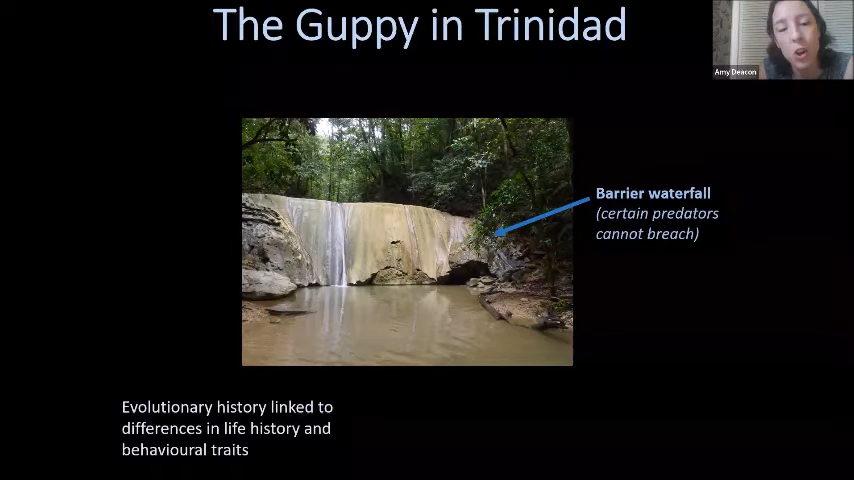 The Guppy in Trinidad
Amy Deacon
Barrier waterfall
(certain predators
cannot breach)
Evolutionary history linked to
differences in life history and
behavioural traits